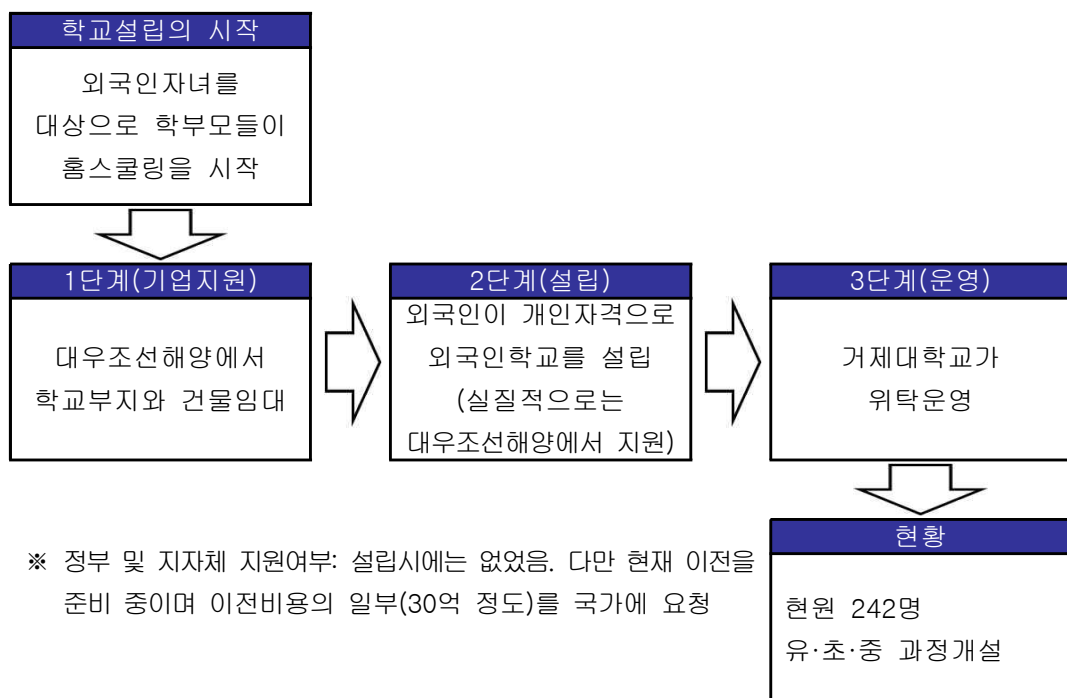 학교설립의 시작
외국인자녀를
대상으로 학부모들이
홈스쿨링을 시작
1단계(기업지원)
대우조선해양에서
학교부지와 건물임대
2단계(설립)
외국인이 개인자격으로
외국인학교를 설립
(실질적으로는
대우조선해양에서 지원)
3단계(운영)
거제대학교가
위탁운영
현황
현원 242명
유·초·중 과정개설
※ 정부 및 지자체 지원여부: 설립시에는 없었음. 다만 현재 이전을
준비 중이며 이전비용의 일부(30억 정도)를 국가에 요청